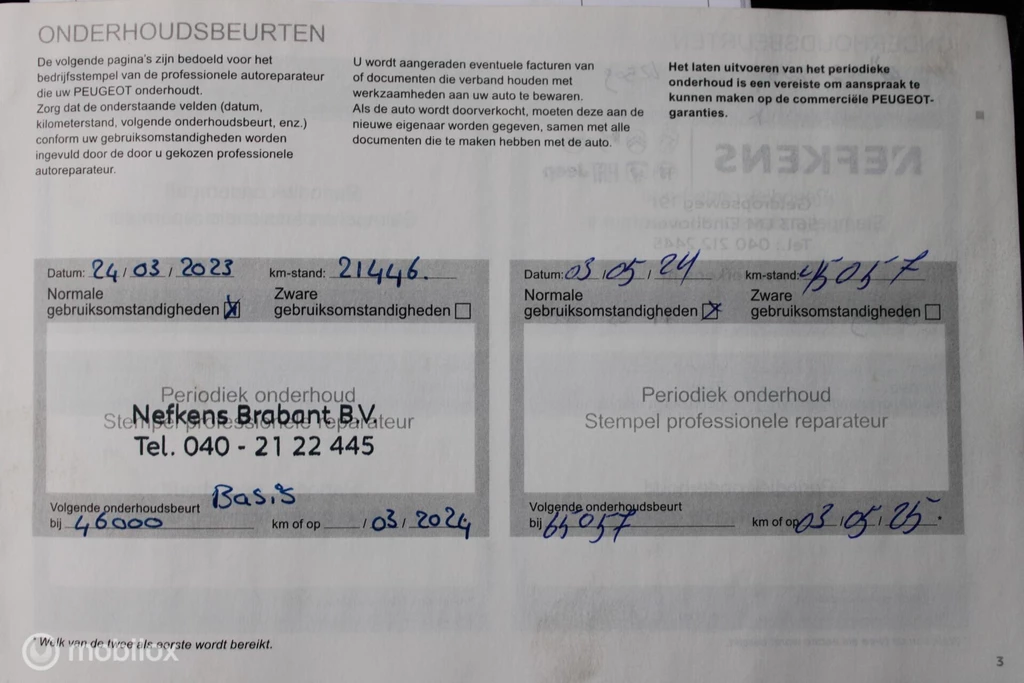 ONDERHOUDSBEURTEN
De volgende pagina's zijn bedoeld voor het
bedrijfsstempel van de professionele autoreparateur
die uw PEUGEOT onderhoudt.
Zorg dat de onderstaande velden (datum,
kilometerstand, volgende onderhoudsbeurt, enz.)
conform uw gebruiksomstandigheden worden
ingevuld door de door u gekozen professionele
autoreparateur.
U wordt aangeraden eventuele facturen van
of documenten die verband houden met
werkzaamheden aan uw auto te bewaren.
Als de auto wordt doorverkocht, moeten deze aan de
nieuwe eigenaar worden gegeven, samen met alle
documenten die te maken hebben met de auto.
Het laten uitvoeren van het periodieke
onderhoud is een vereiste om aanspraak te
kunnen maken op de commerciële PEUGEOT-
garanties.
NEFKENS
Datum: 24/03/2023 km-stand: 21446.
Normale
gebruiksomstandigheden
Zware
gebruiksomstandigheden
Periodiek onderhoud
Stempel professionele reparateur
Nefkens Brabant B.V.
Tel. 040 - 21 22 445
Basis
Volgende onderhoudsbeurt
bij 46000 km of op /03/2024
Datum: 03/05/24 km-stand: 45057
Normale
gebruiksomstandigheden
Zware
gebruiksomstandigheden
Periodiek onderhoud
Stempel professionele reparateur
Volgende onderhoudsbeurt
bij 65057 km of op 03/05/25.
* Welk van de twee als eerste wordt bereikt.
mobilox
3